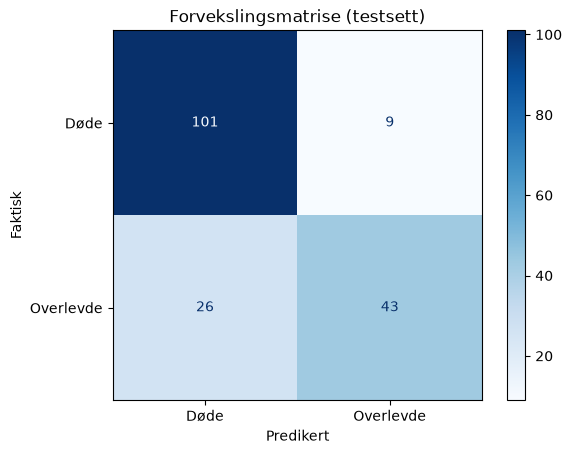 Forvekslingsmatrise (testsett)
Faktisk
Døde
Overlevde
101
9
26
43
Døde
Overlevde
Predikert
100
80
60
40
20